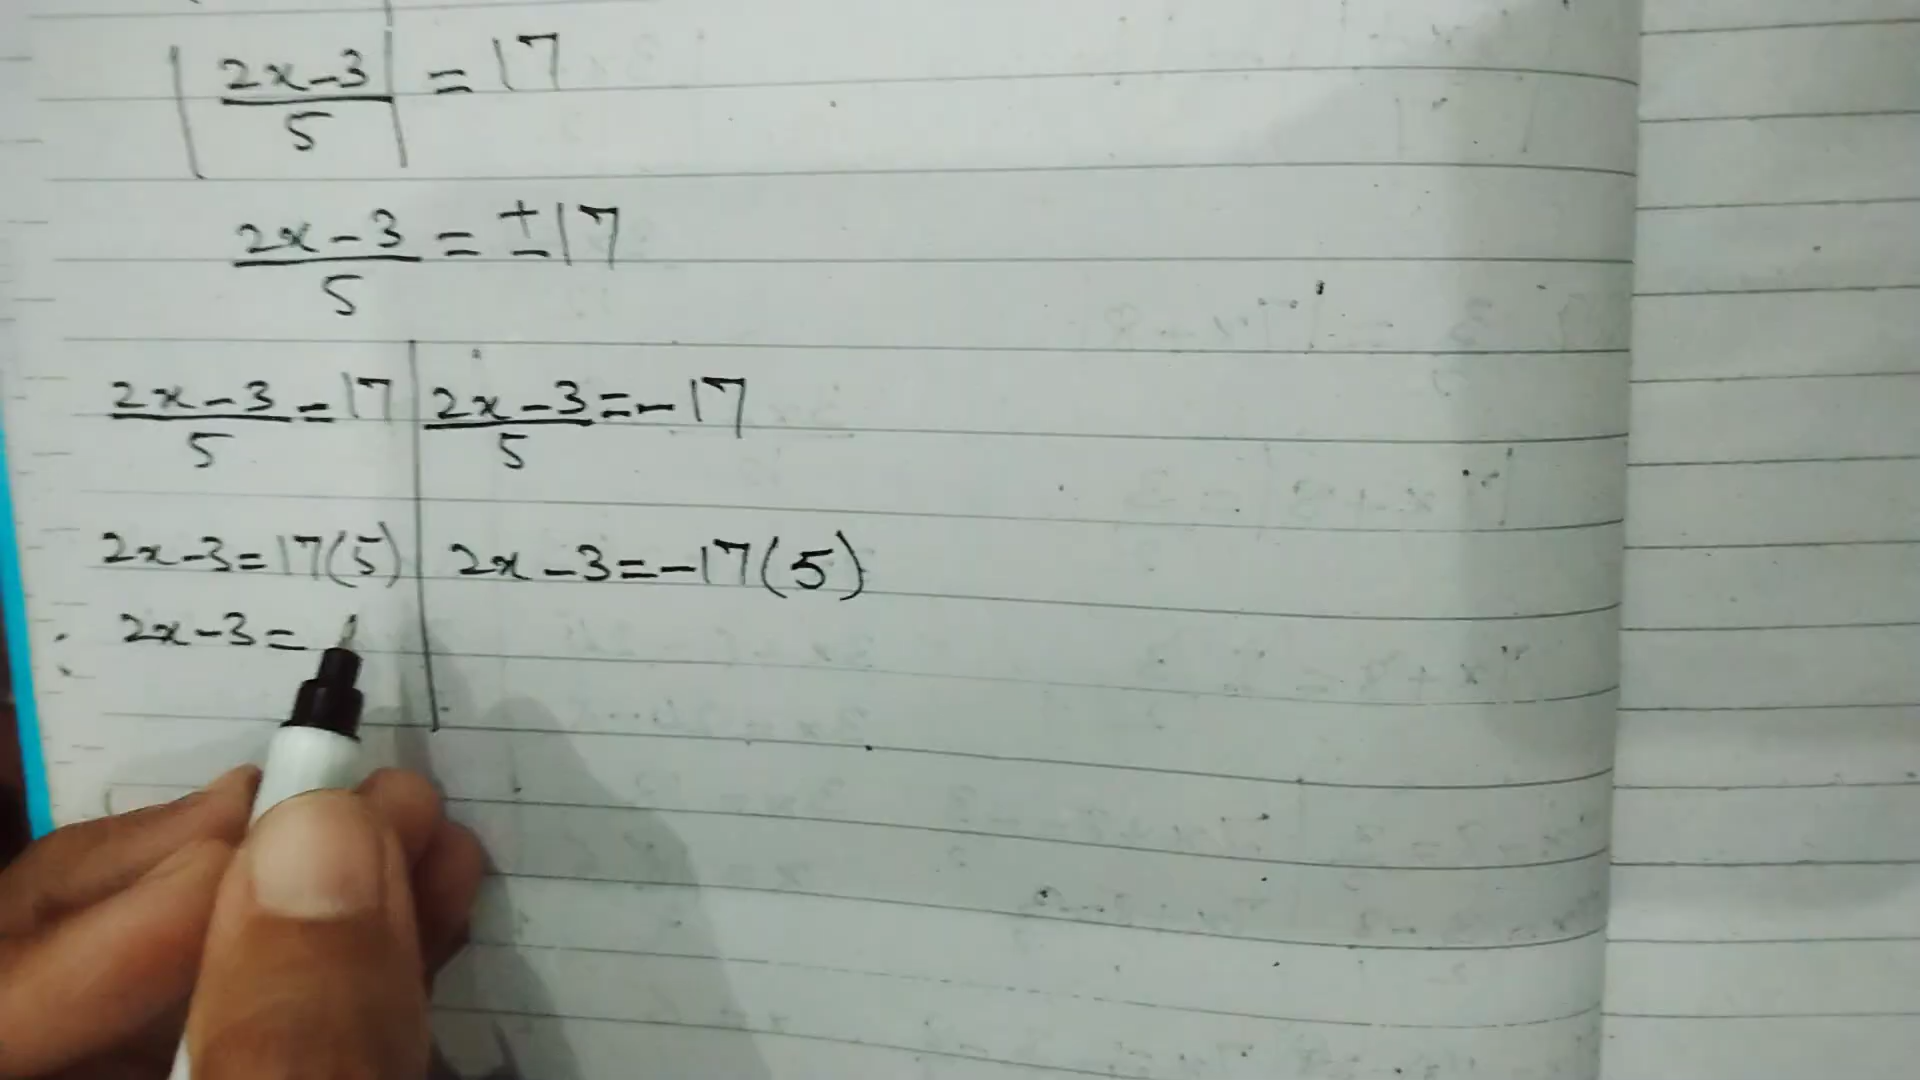 |2x-3/5| = 17
2x-3/5 = ±17
2x-3/5 = 17 | 2x-3/5 = -17
2x-3=17(5) | 2x-3=-17(5)
2x-3=